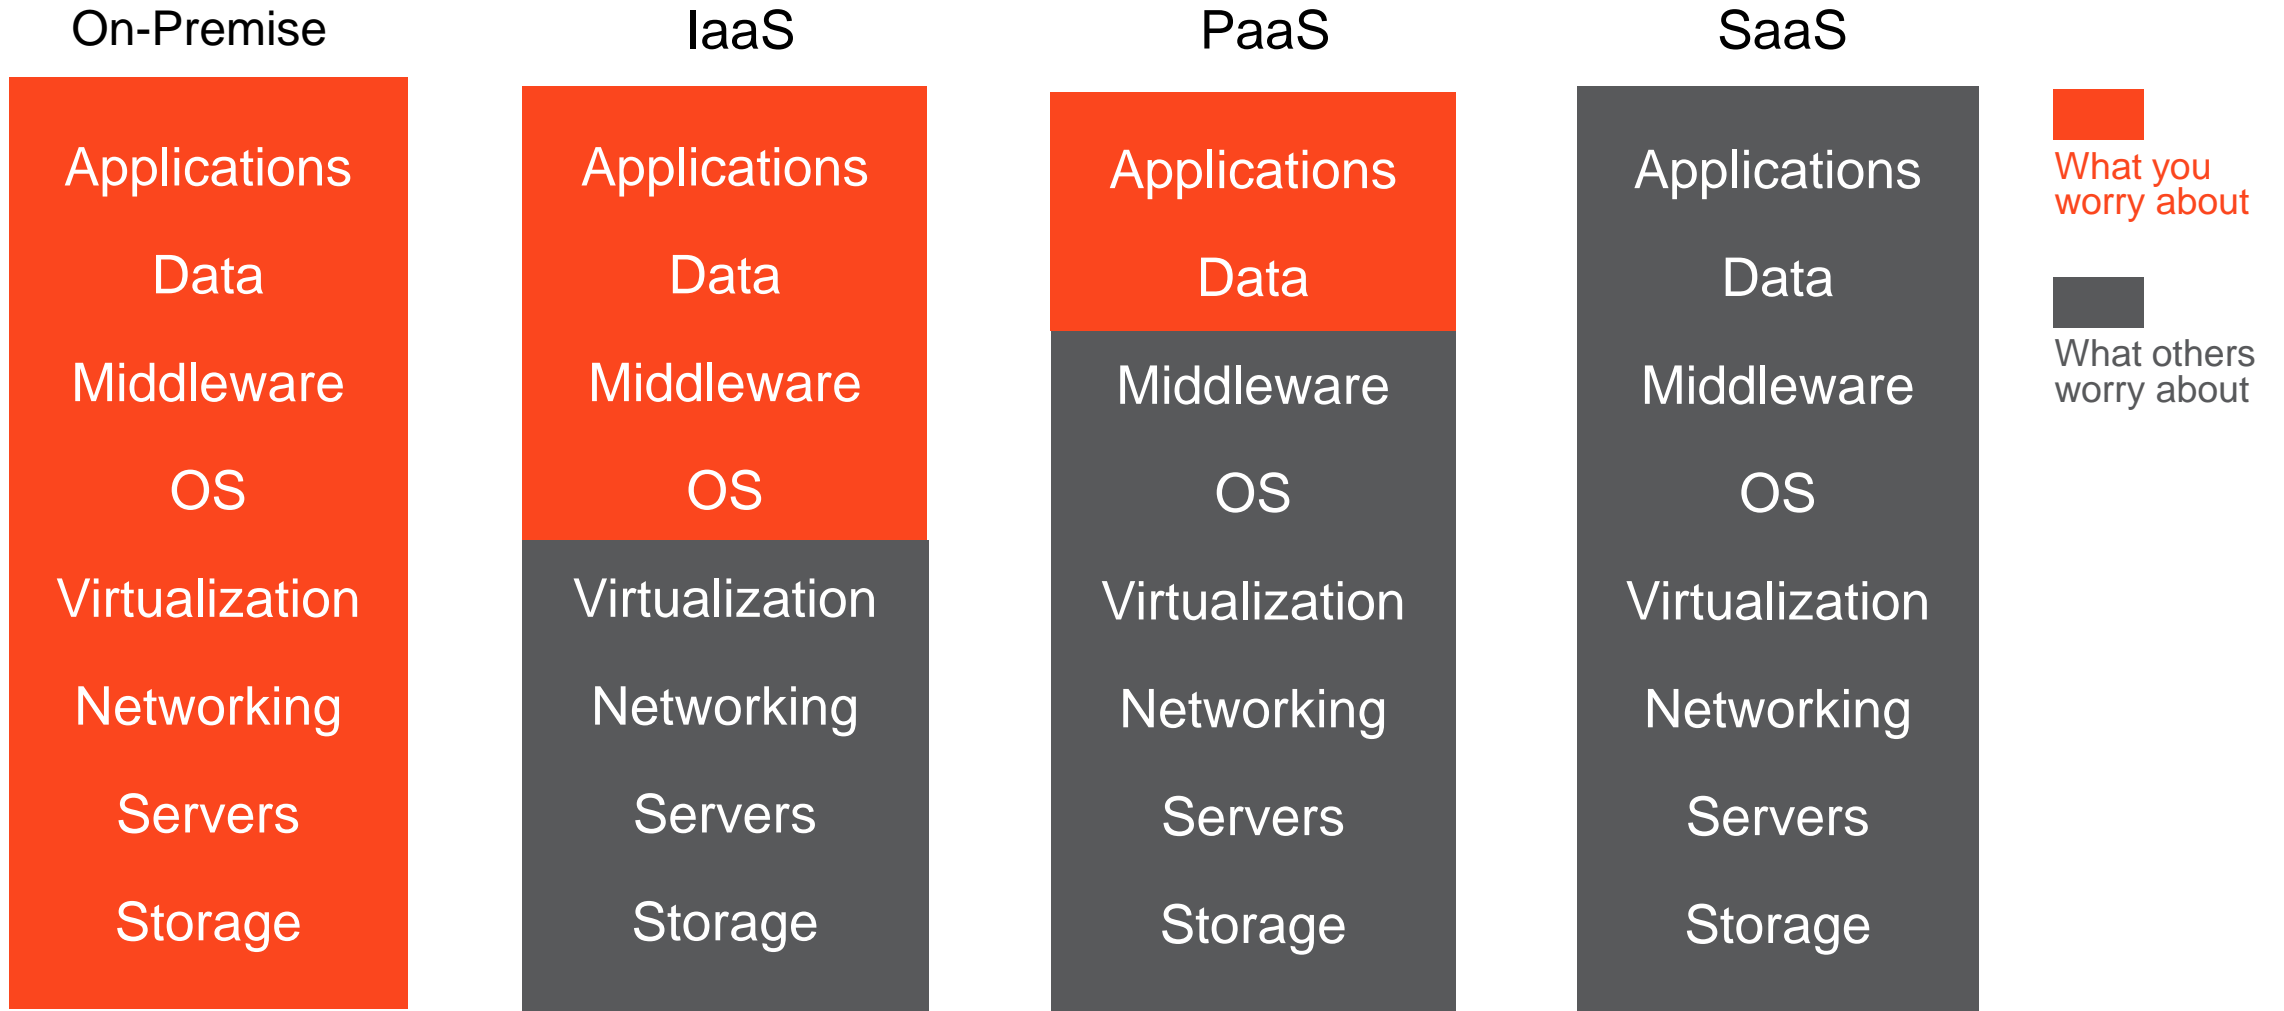 On-Premise
Applications
Data
Middleware
OS
Virtualization
Networking
Servers
Storage
IaaS
Applications
Data
Middleware
OS
Virtualization
Networking
Servers
Storage
PaaS
Applications
Data
Middleware
OS
Virtualization
Networking
Servers
Storage
SaaS
Applications
Data
Middleware
OS
Virtualization
Networking
Servers
Storage
What you
worry about
What others
worry about